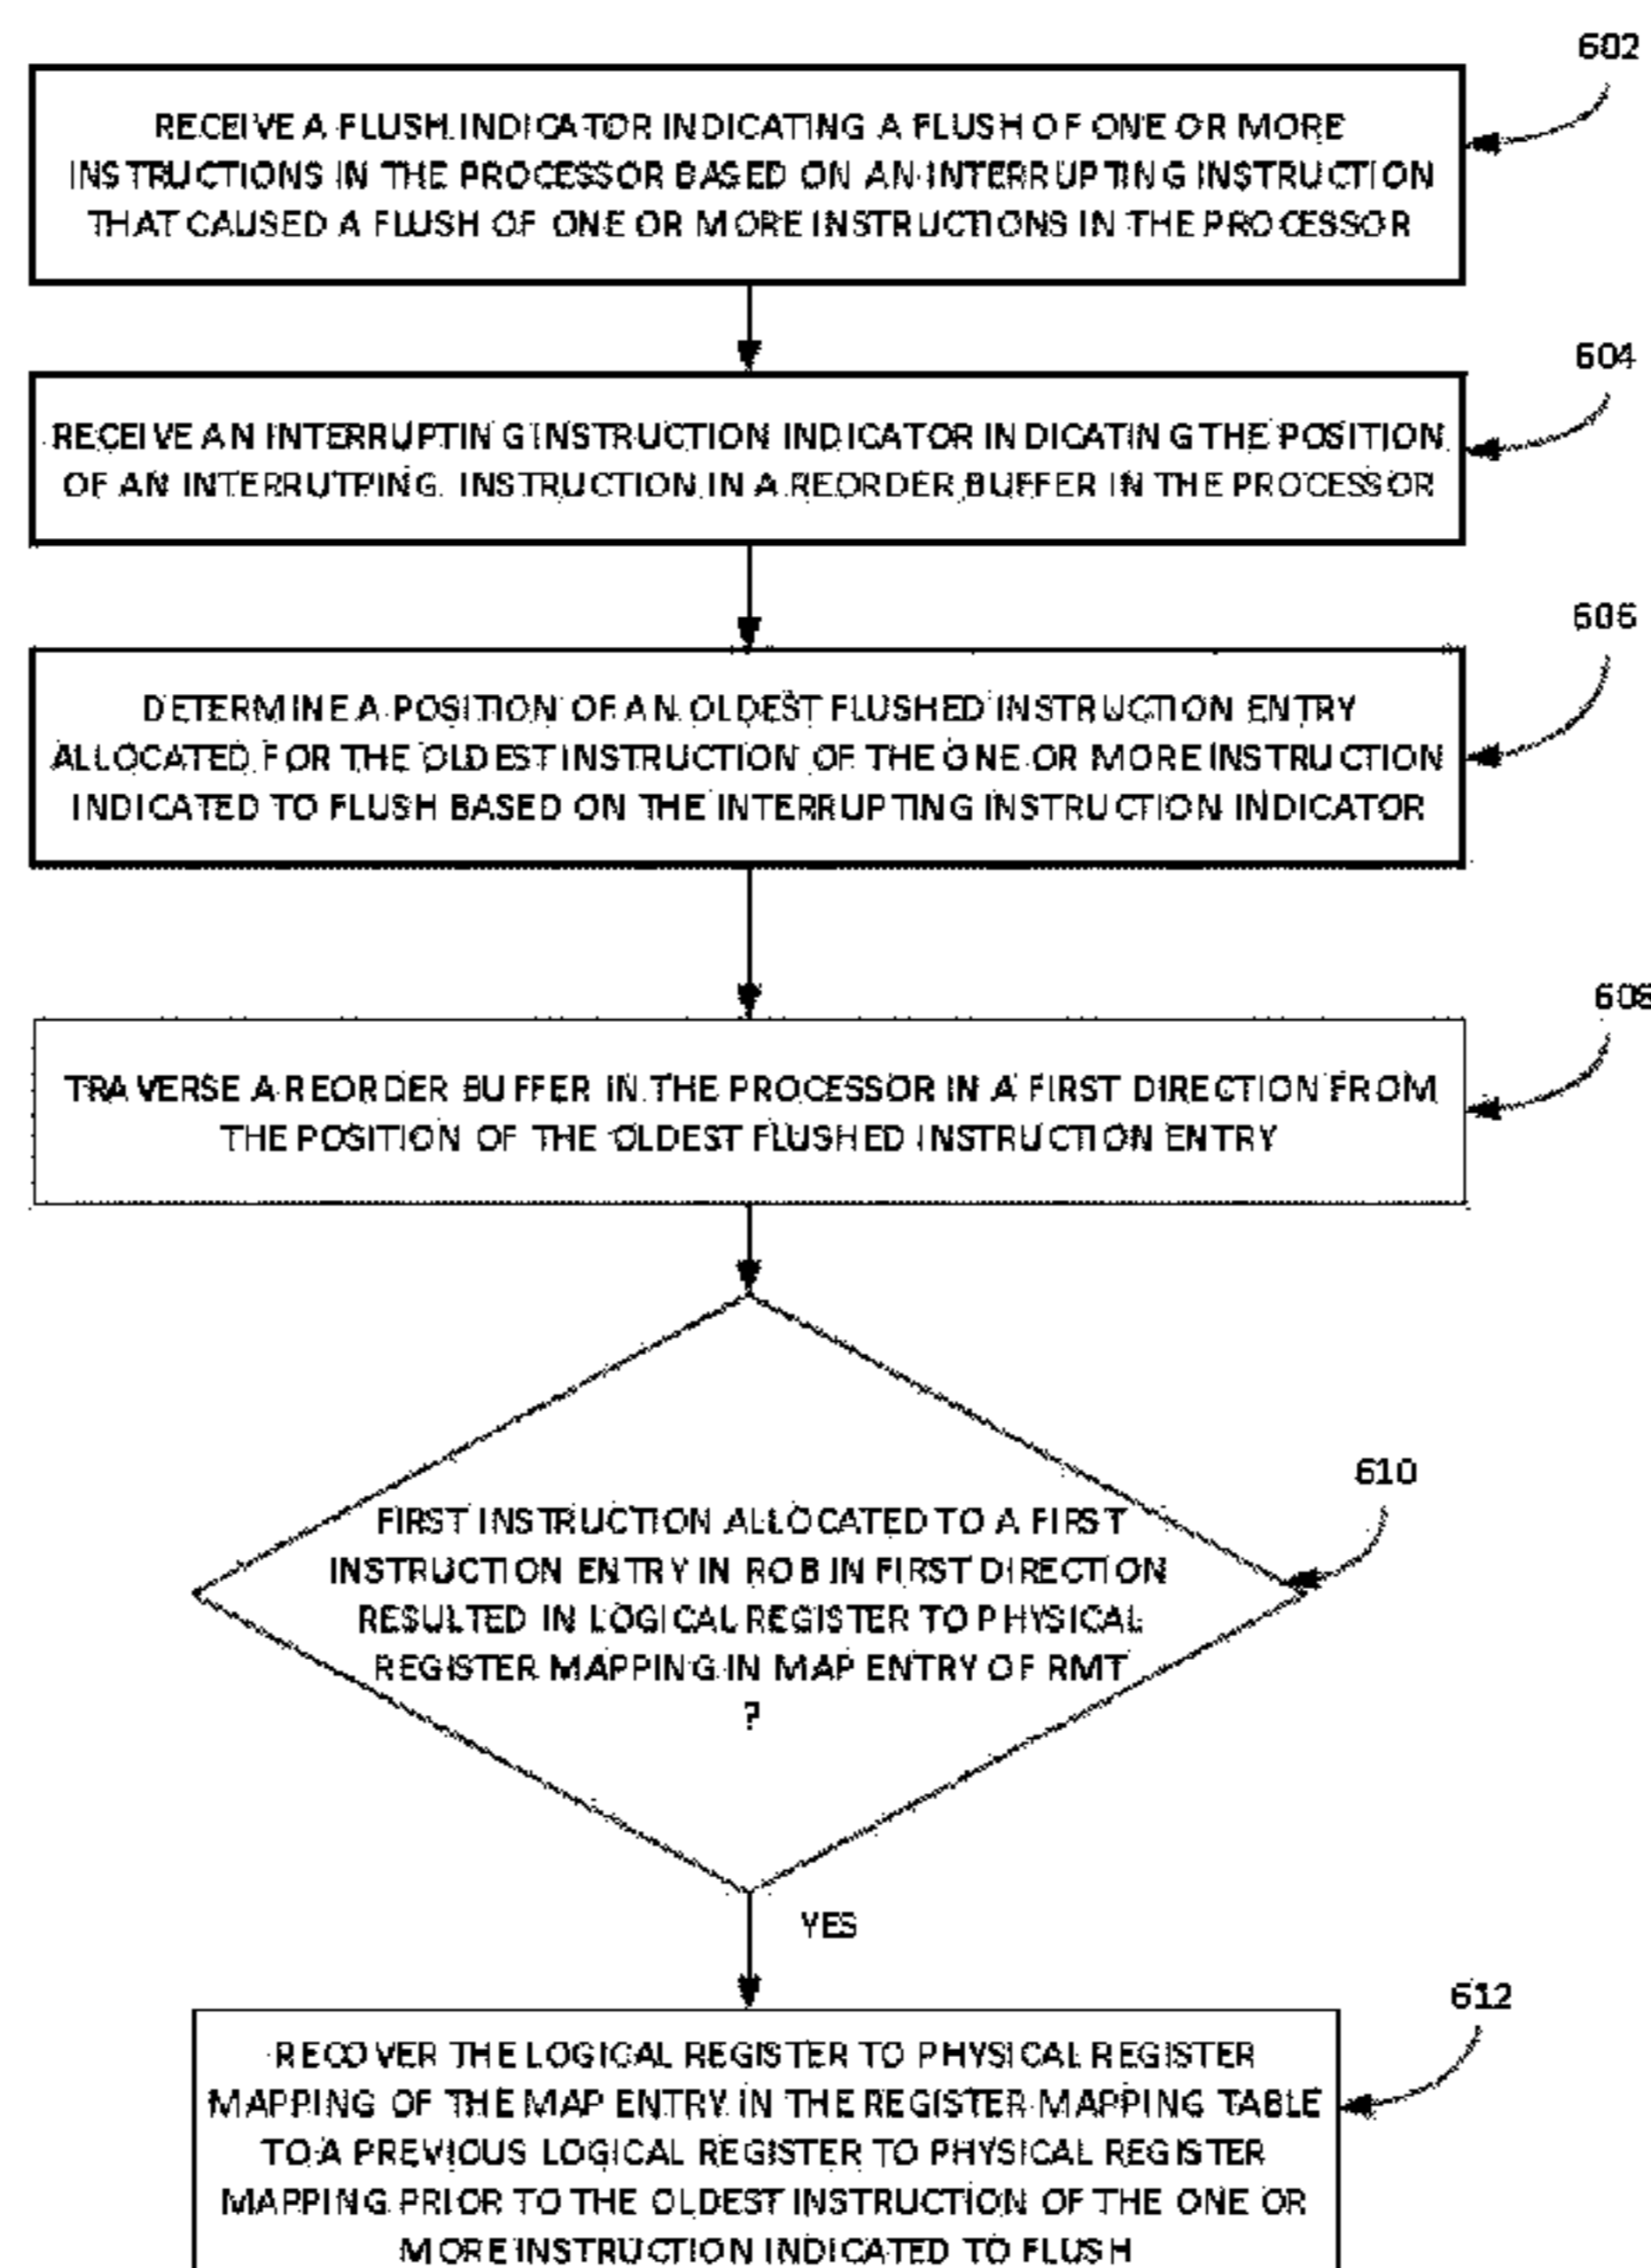 602
RECEIVE A FLUSH INDICATOR INDICATING A FLUSH OF ONE OR MORE
INSTRUCTIONS IN THE PROCESSOR BASED ON AN INTERRUPTING INSTRUCTION
THAT CAUSED A FLUSH OF ONE OR MORE INSTRUCTIONS IN THE PROCESSOR
604
RECEIVE AN INTERRUPTING INSTRUCTION INDICATOR INDICATING THE POSITION
OF AN INTERRUTPING INSTRUCTION IN A REORDER BUFFER IN THE PROCESSOR
606
DETERMINE A POSITION OF AN OLDEST FLUSHED INSTRUCTION ENTRY
ALLOCATED FOR THE OLDEST INSTRUCTION OF THE ONE OR MORE INSTRUCTION
INDICATED TO FLUSH BASED ON THE INTERRUPTING INSTRUCTION INDICATOR
608
TRAVERSE A REORDER BUFFER IN THE PROCESSOR IN A FIRST DIRECTION FROM
THE POSITION OF THE OLDEST FLUSHED INSTRUCTION ENTRY
610
FIRST INSTRUCTION ALLOCATED TO A FIRST
INSTRUCTION ENTRY IN ROB IN FIRST DIRECTION
RESULTED IN LOGICAL REGISTER TO PHYSICAL
REGISTER MAPPING IN MAP ENTRY OF RMT
?
YES
612
RECOVER THE LOGICAL REGISTER TO PHYSICAL REGISTER
MAPPING OF THE MAP ENTRY IN THE REGISTER MAPPING TABLE
TO A PREVIOUS LOGICAL REGISTER TO PHYSICAL REGISTER
MAPPING PRIOR TO THE OLDEST INSTRUCTION OF THE ONE OR
MORE INSTRUCTION INDICATED TO FLUSH